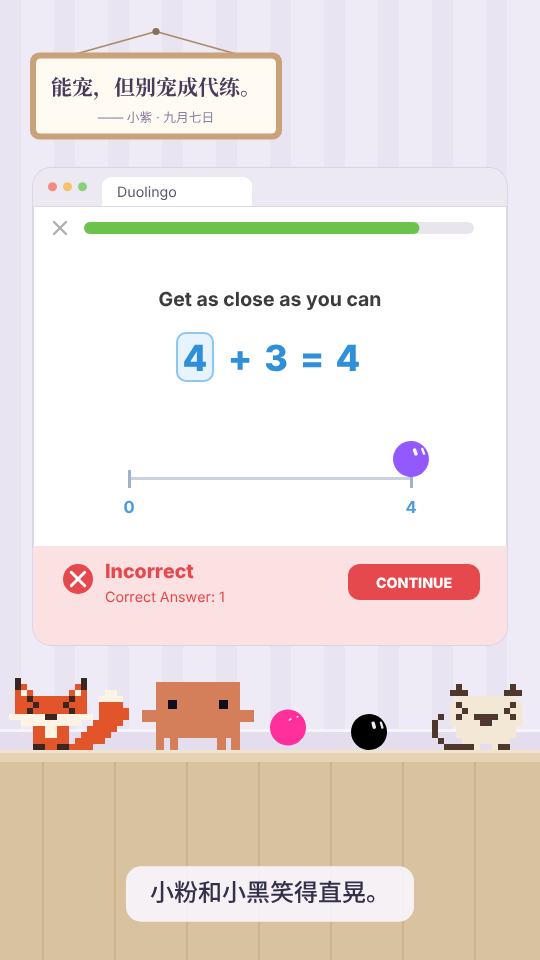 能宠，但别宠成代练。
—— 小紫 · 九月七日
Duolingo
Get as close as you can
4 + 3 = 4
0
4
Incorrect
Correct Answer: 1
CONTINUE
小粉和小黑笑得直晃。